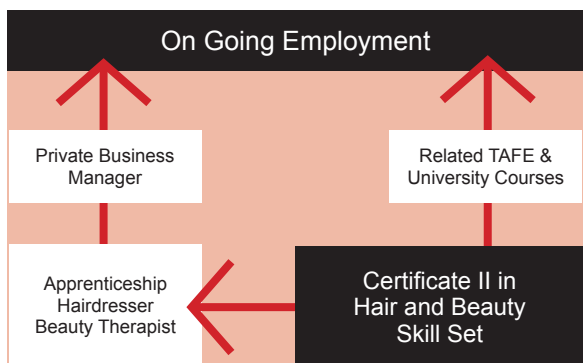 On Going Employment
Private Business
Manager
Related TAFE &
University Courses
Apprenticeship
Hairdresser
Beauty Therapist
Certificate II in
Hair and Beauty
Skill Set